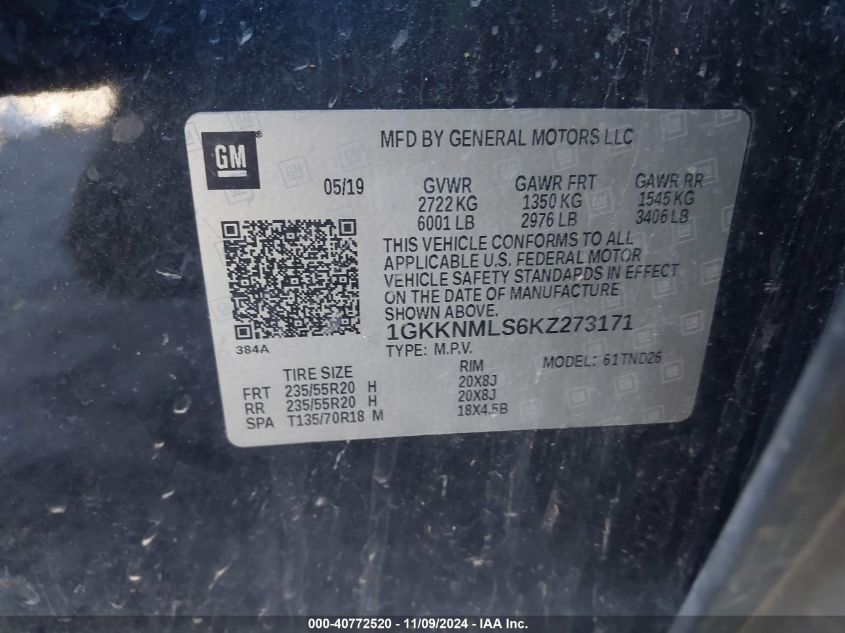 GM®
MFD BY GENERAL MOTORS LLC
05/19
GVWR GAWR FRT GAWR RR
2722 KG 1350 KG 1545 KG
6001 LB 2976 LB 3406 LB
THIS VEHICLE CONFORMS TO ALL
APPLICABLE U.S. FEDERAL MOTOR
VEHICLE SAFETY STANDARDS IN EFFECT
ON THE DATE OF MANUFACTURE
SHOWN ABOVE.
1GKKNMLS6KZ273171
TYPE: M.P.V. MODEL: 61TND26
384A
TIRE SIZE RIM
FRT 235/55R20 H 20X8J
RR 235/55R20 H 20X8J
SPA T135/70R18 M 18X4.5B
000-40772520 - 11/09/2024 - IAA Inc.